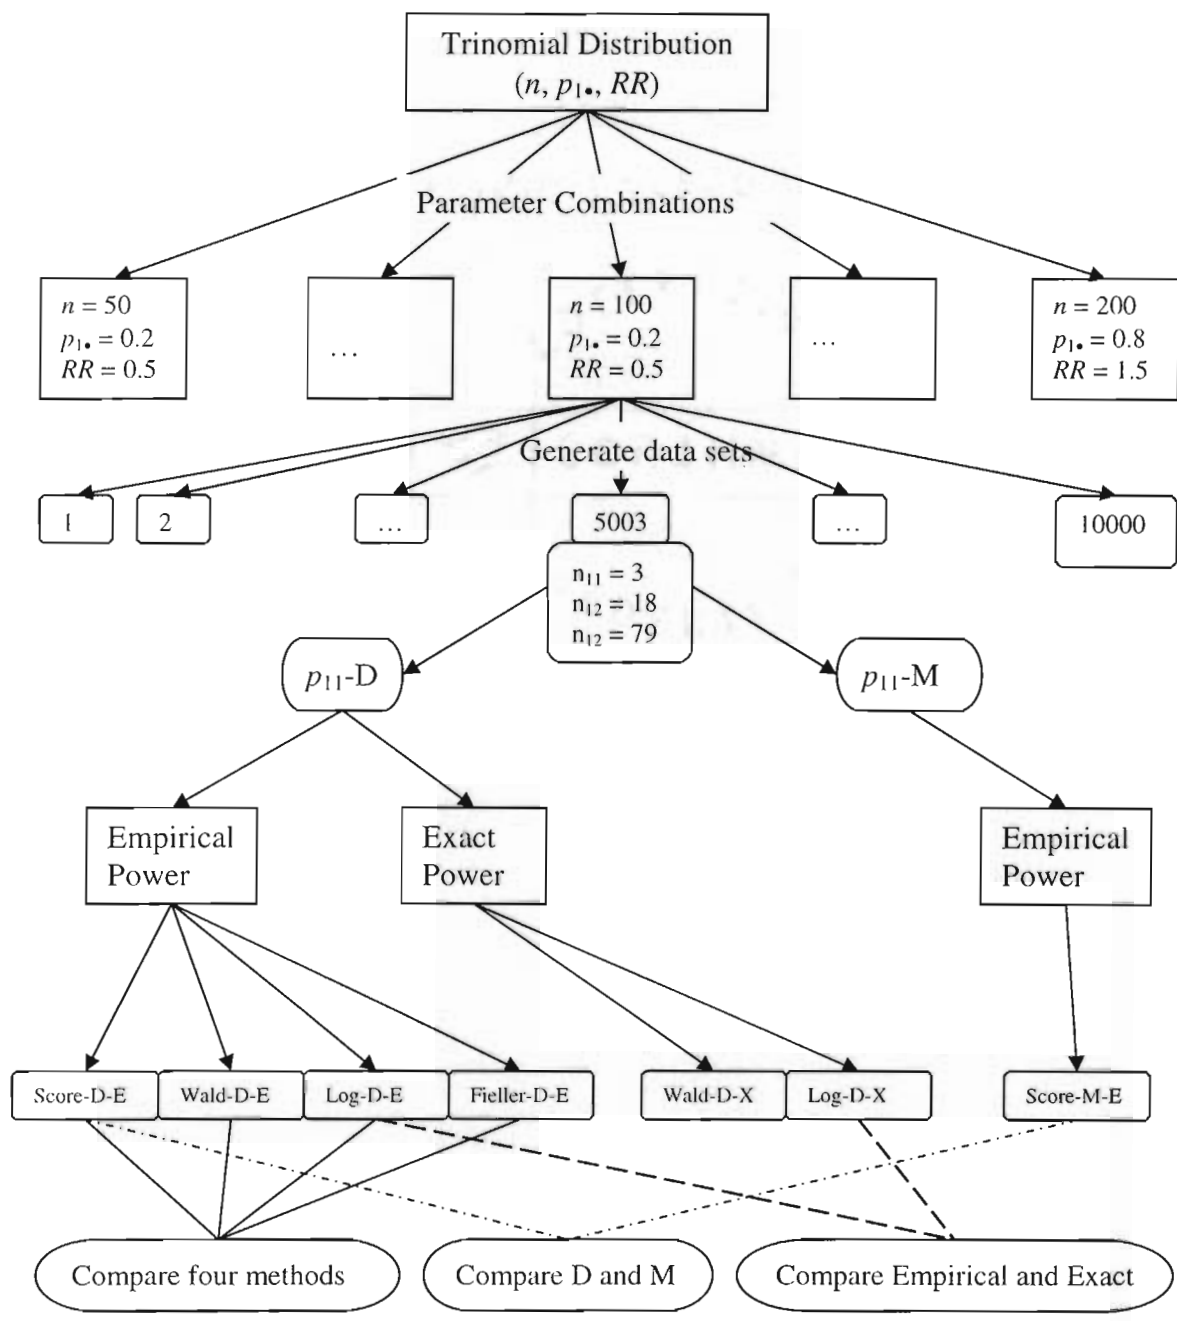 Trinomial Distribution
(n, p₁•, RR)
Parameter Combinations
n = 50
p₁• = 0.2
RR = 0.5
...
n = 100
p₁• = 0.2
RR = 0.5
...
n = 200
p₁• = 0.8
RR = 1.5
Generate data sets
1
2
...
5003
...
10000
n₁₁ = 3
n₁₂ = 18
n₁₂ = 79
p₁₁-D
p₁₁-M
Empirical
Power
Exact
Power
Empirical
Power
Score-D-E
Wald-D-E
Log-D-E
Fieller-D-E
Wald-D-X
Log-D-X
Score-M-E
Compare four methods
Compare D and M
Compare Empirical and Exact